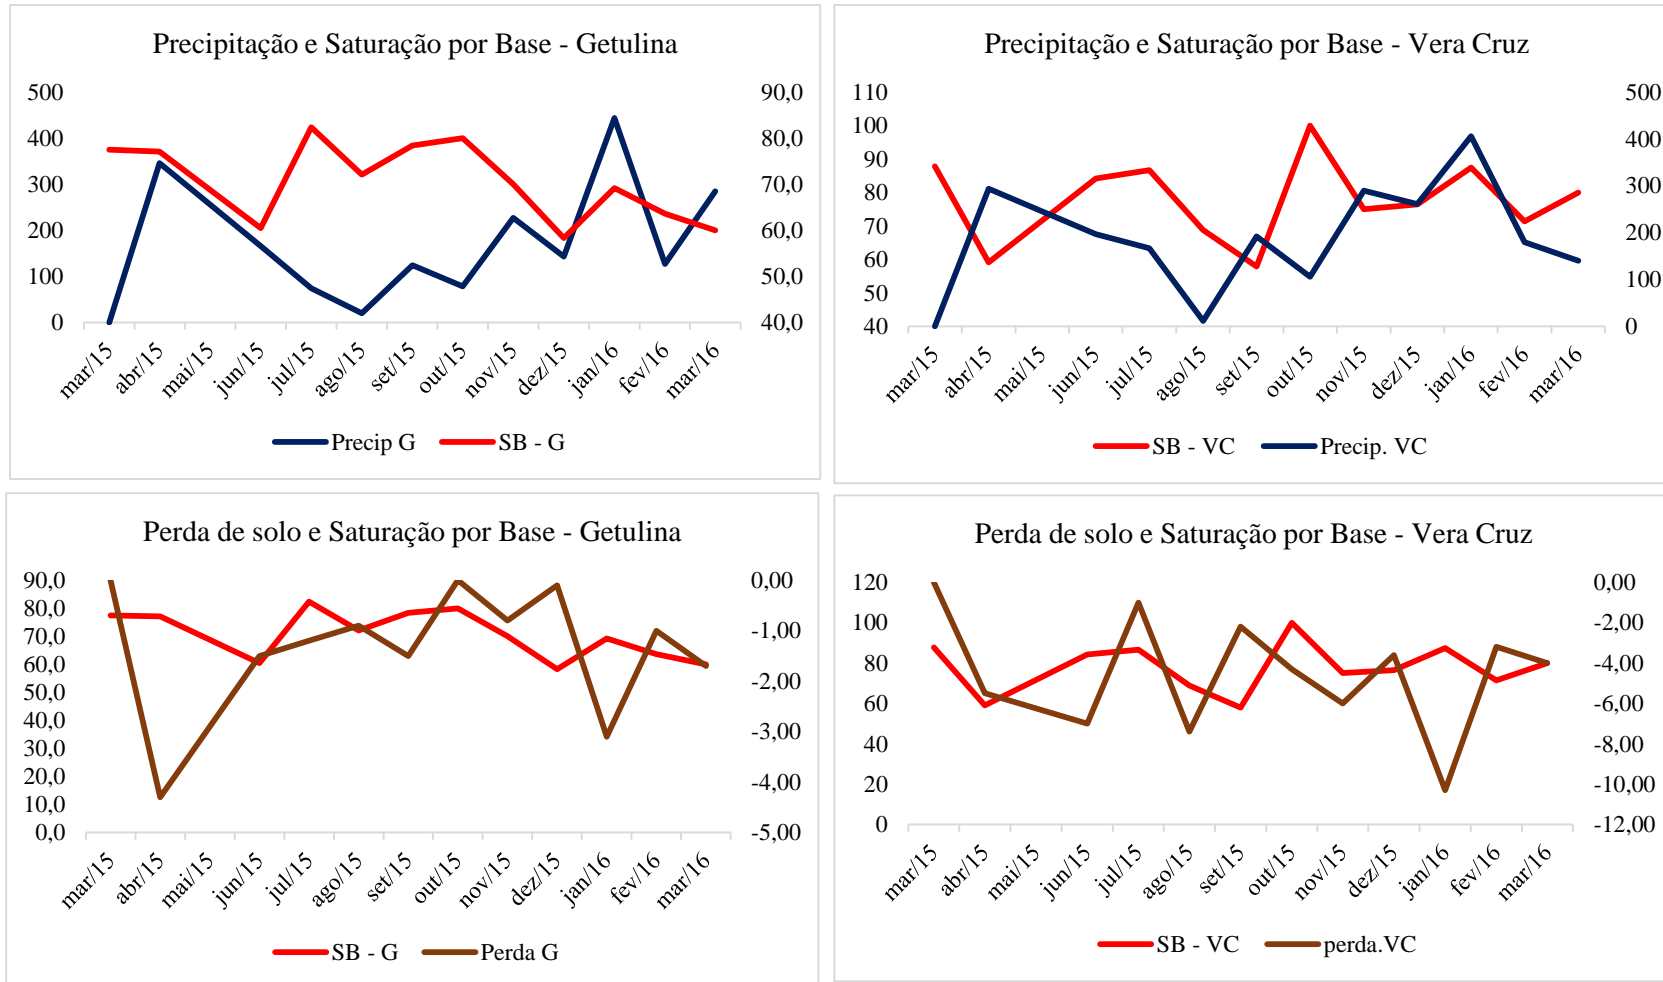 Precipitação e Saturação por Base - Getulina
500
400
300
200
100
0
90,0
80,0
70,0
60,0
50,0
40,0
mar/15
abr/15
mai/15
jun/15
jul/15
ago/15
set/15
out/15
nov/15
dez/15
jan/16
fev/16
mar/16
Precip G SB - G
Precipitação e Saturação por Base - Vera Cruz
110
100
90
80
70
60
50
40
500
400
300
200
100
0
mar/15
abr/15
mai/15
jun/15
jul/15
ago/15
set/15
out/15
nov/15
dez/15
jan/16
fev/16
mar/16
SB - VC Precip. VC
Perda de solo e Saturação por Base - Getulina
90,0
80,0
70,0
60,0
50,0
40,0
30,0
20,0
10,0
0,0
0,00
-1,00
-2,00
-3,00
-4,00
-5,00
mar/15
abr/15
mai/15
jun/15
jul/15
ago/15
set/15
out/15
nov/15
dez/15
jan/16
fev/16
mar/16
SB - G Perda G
Perda de solo e Saturação por Base - Vera Cruz
120
100
80
60
40
20
0
0,00
-2,00
-4,00
-6,00
-8,00
-10,00
-12,00
mar/15
abr/15
mai/15
jun/15
jul/15
ago/15
set/15
out/15
nov/15
dez/15
jan/16
fev/16
mar/16
SB - VC perda.VC